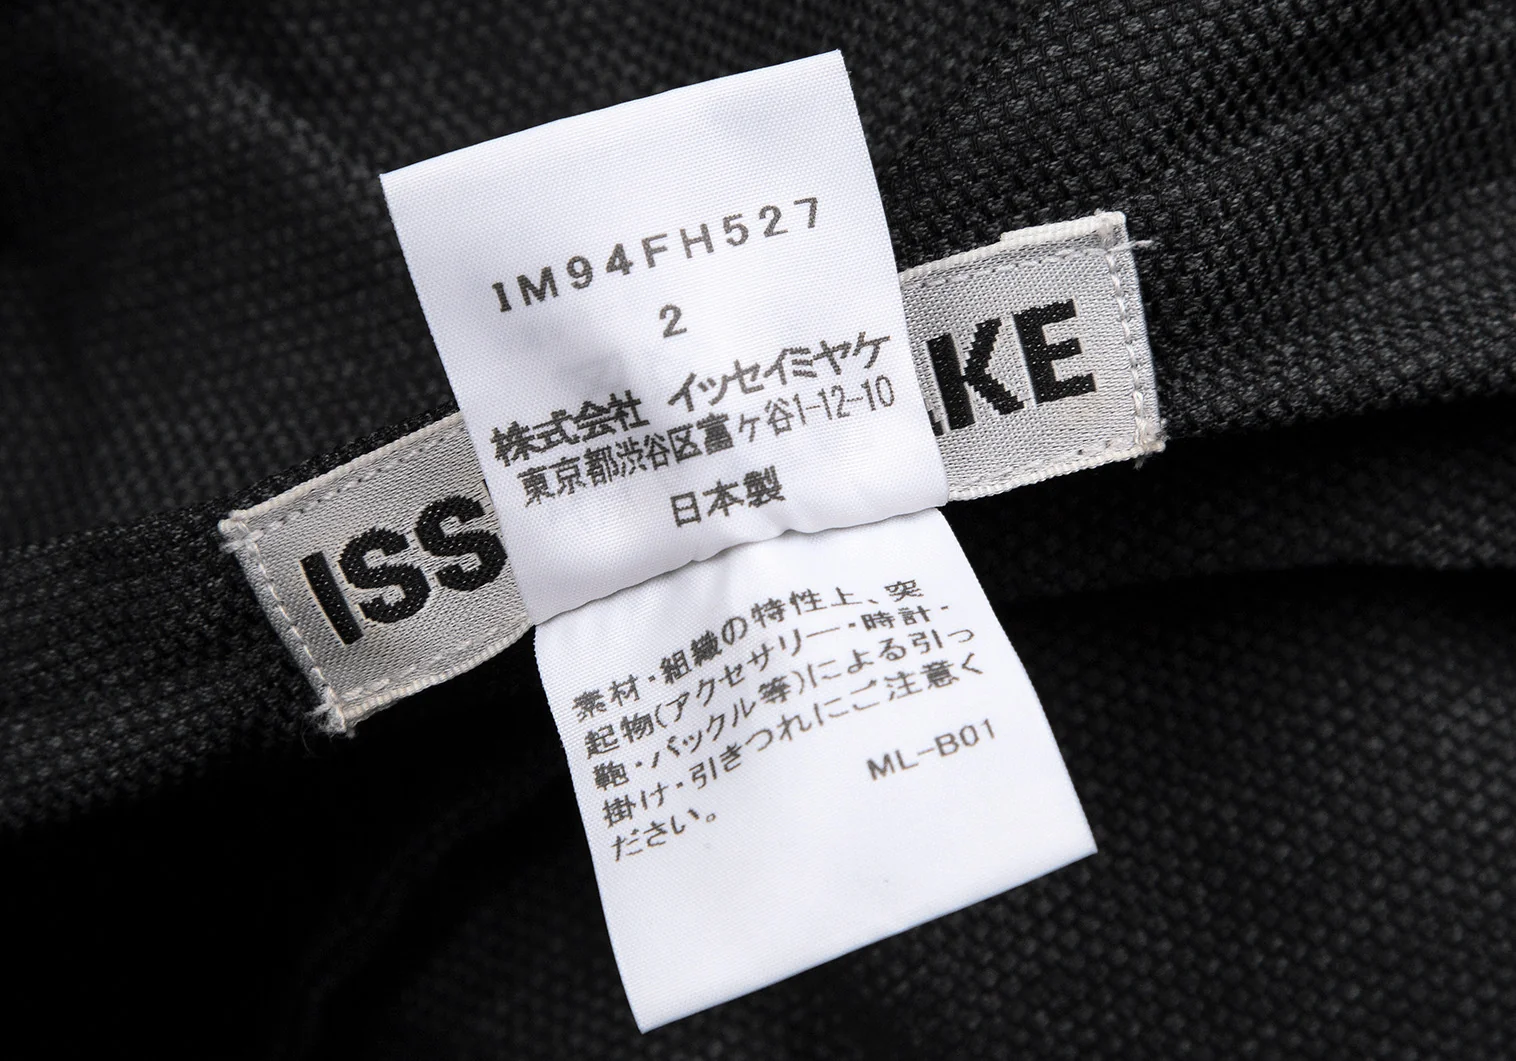 IM94FH527
2
株式会社 イッセイミヤケ
東京都渋谷区富ヶ谷1-12-10
日本製
ISS KE
素材・組織の特性上、突
起物(アクセサリー・時計・
鞄・バックル等)による引っ
掛け・引きつれにご注意く
ださい。
ML-B01